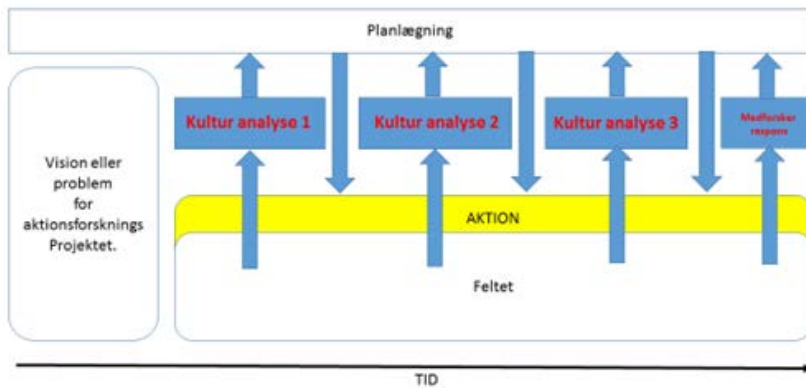 Planlægning
Kultur analyse 1
Kultur analyse 2
Kultur analyse 3
Medforsker
respons
Vision eller
problem
for
aktionsforsknings
Projektet.
AKTION
Feltet
TID